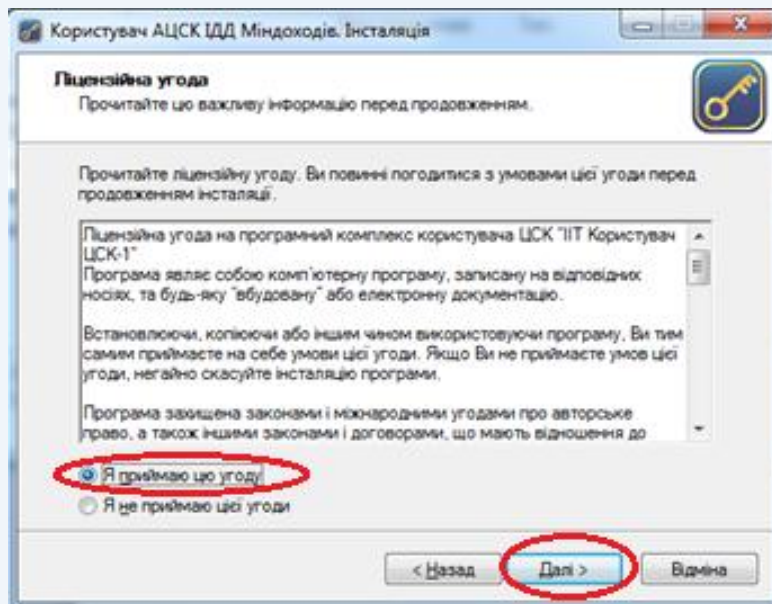 Користувач АЦСК ІДД Міндоходів. Інсталяція
Ліцензійна угода
Прочитайте цю важливу інформацію перед продовженням.
Прочитайте ліцензійну угоду. Ви повинні погодитися з умовами цієї угоди перед
продовженням інсталяції.
Ліцензійна угода на програмний комплекс користувача ЦСК "ІІТ Користувач
ЦСК-1"
Програма являє собою комп'ютерну програму, записану на відповідних
носіях, та будь-яку "вбудовану" або електронну документацію.
Встановлюючи, копіюючи або іншим чином використовуючи програму, Ви тим
самим приймаєте на себе умови цієї угоди. Якщо Ви не приймаєте умов цієї
угоди, негайно скасуйте інсталяцію програми.
Програма захищена законами і міжнародними угодами про авторське
право, а також іншими законами і договорами, що мають відношення до
Я приймаю цю угоду
Я не приймаю цієї угоди
< Назад Далі > Відміна